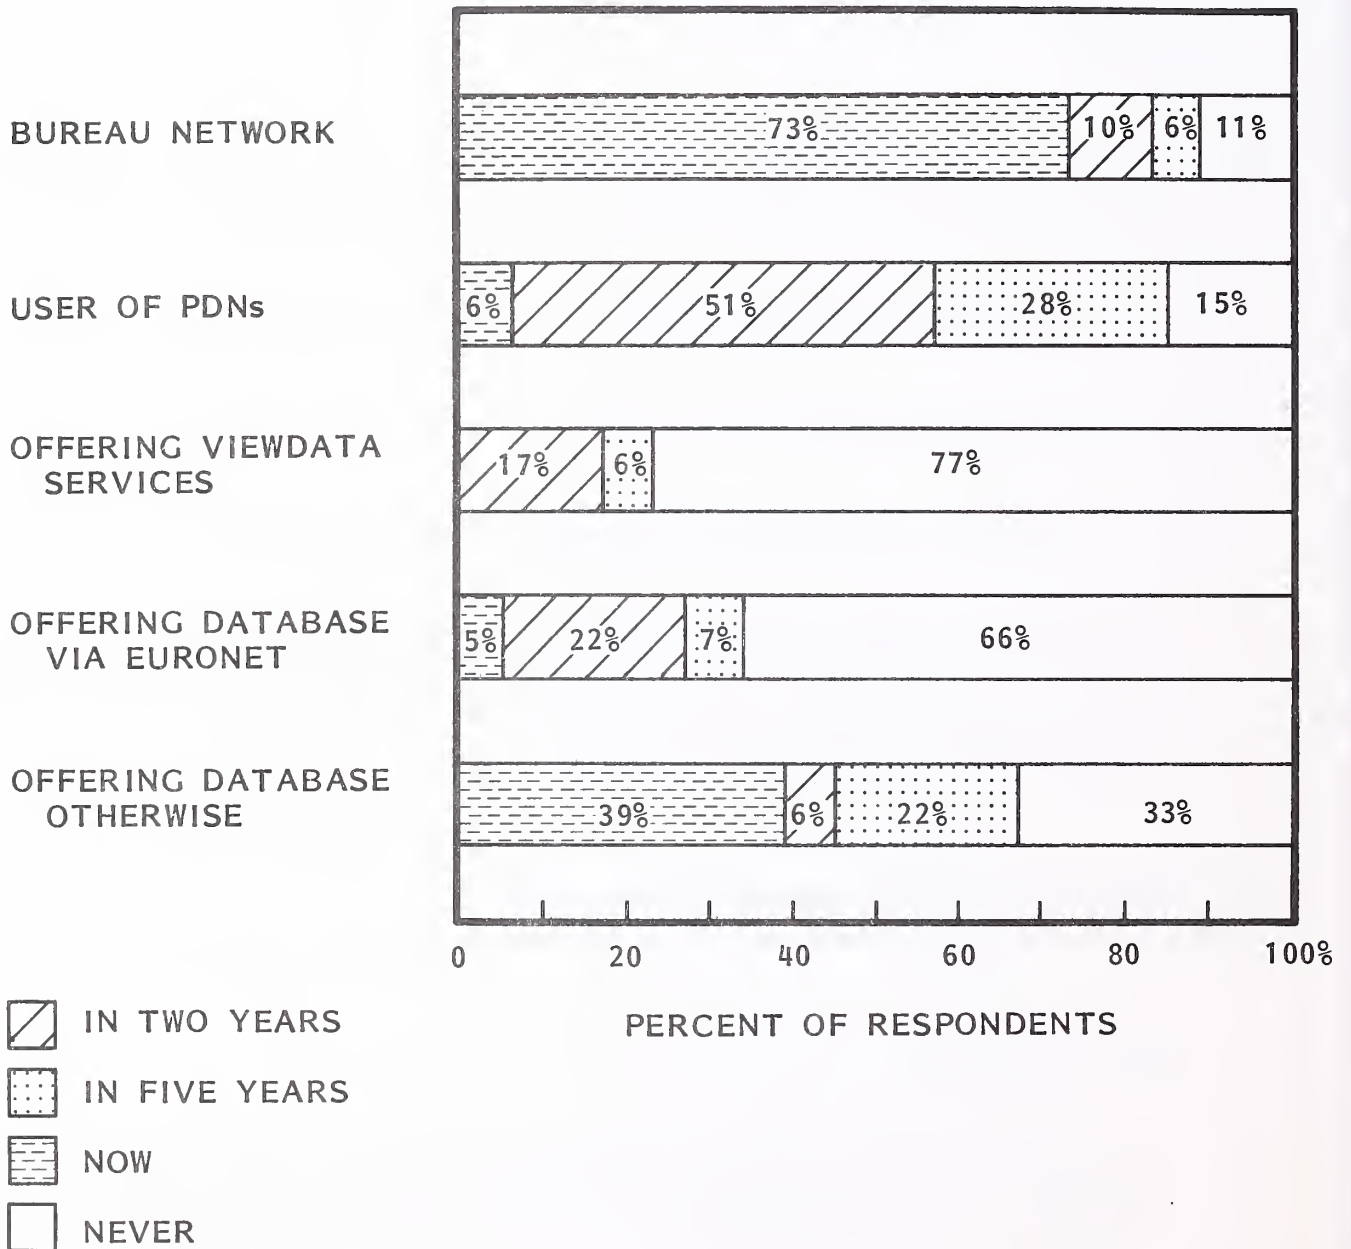 BUREAU NETWORK
73% 10% 6% 11%
USER OF PDNs
6% 51% 28% 15%
OFFERING VIEWDATA
SERVICES
17% 6% 77%
OFFERING DATABASE
VIA EURONET
5% 22% 7% 66%
OFFERING DATABASE
OTHERWISE
39% 6% 22% 33%
0 20 40 60 80 100%
PERCENT OF RESPONDENTS
IN TWO YEARS
IN FIVE YEARS
NOW
NEVER